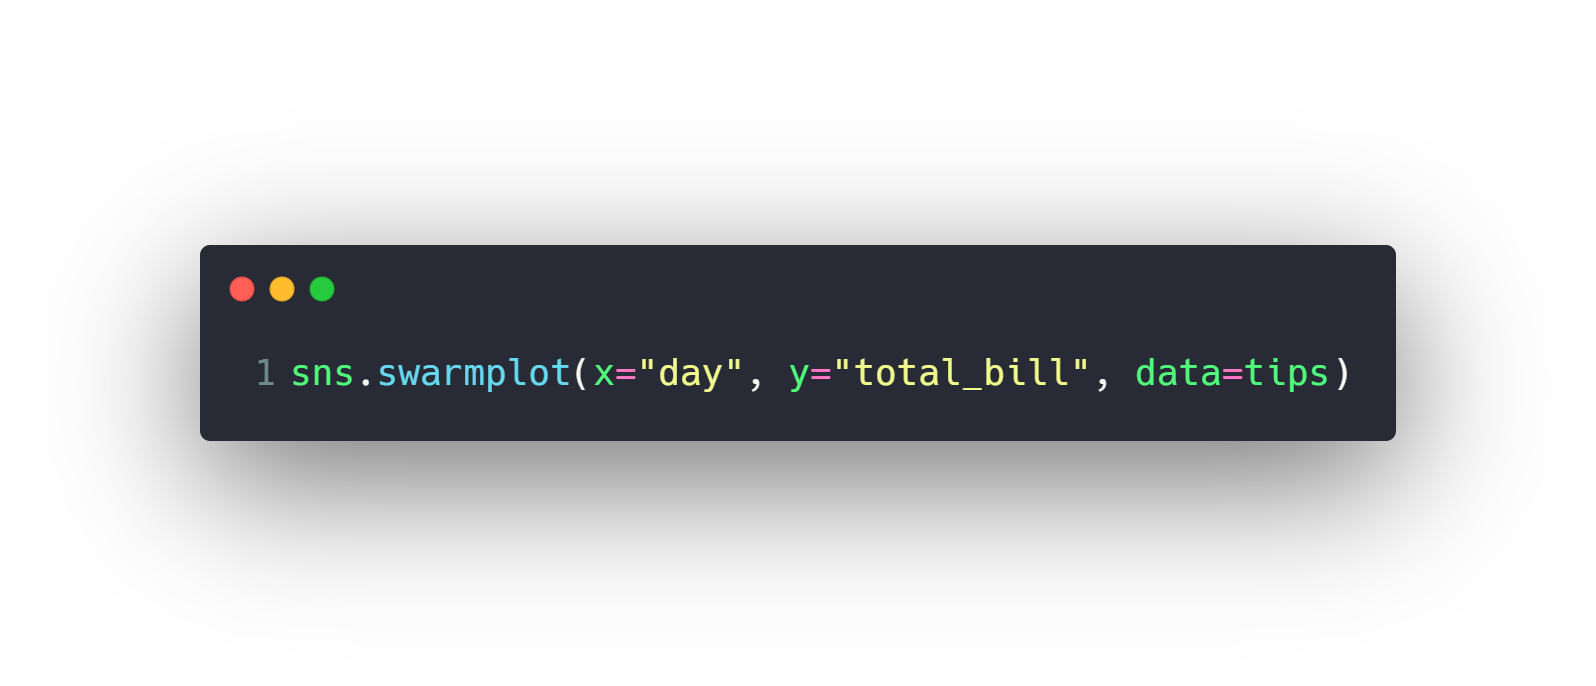 1 sns.swarmplot(x="day", y="total_bill", data=tips)